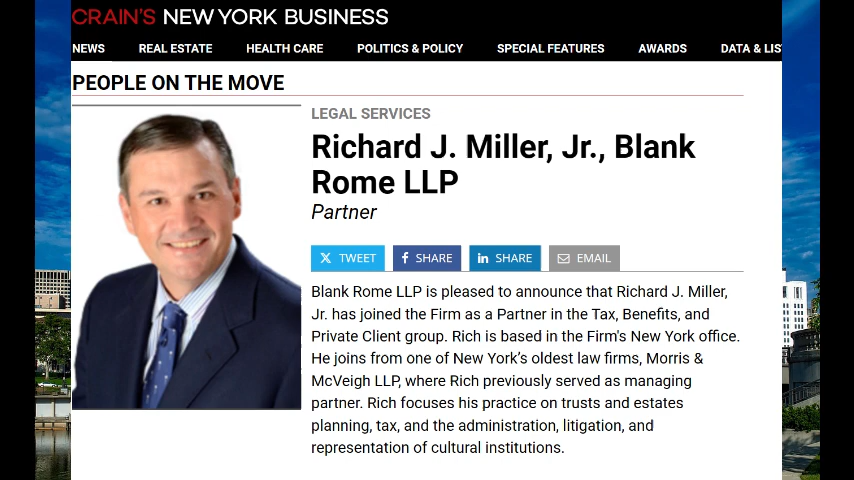 CRAIN'S NEW YORK BUSINESS
NEWS REAL ESTATE HEALTH CARE POLITICS & POLICY SPECIAL FEATURES AWARDS DATA & LIS
PEOPLE ON THE MOVE
LEGAL SERVICES
Richard J. Miller, Jr., Blank
Rome LLP
Partner
TWEET SHARE SHARE EMAIL
Blank Rome LLP is pleased to announce that Richard J. Miller,
Jr. has joined the Firm as a Partner in the Tax, Benefits, and
Private Client group. Rich is based in the Firm's New York office.
He joins from one of New York’s oldest law firms, Morris &
McVeigh LLP, where Rich previously served as managing
partner. Rich focuses his practice on trusts and estates
planning, tax, and the administration, litigation, and
representation of cultural institutions.